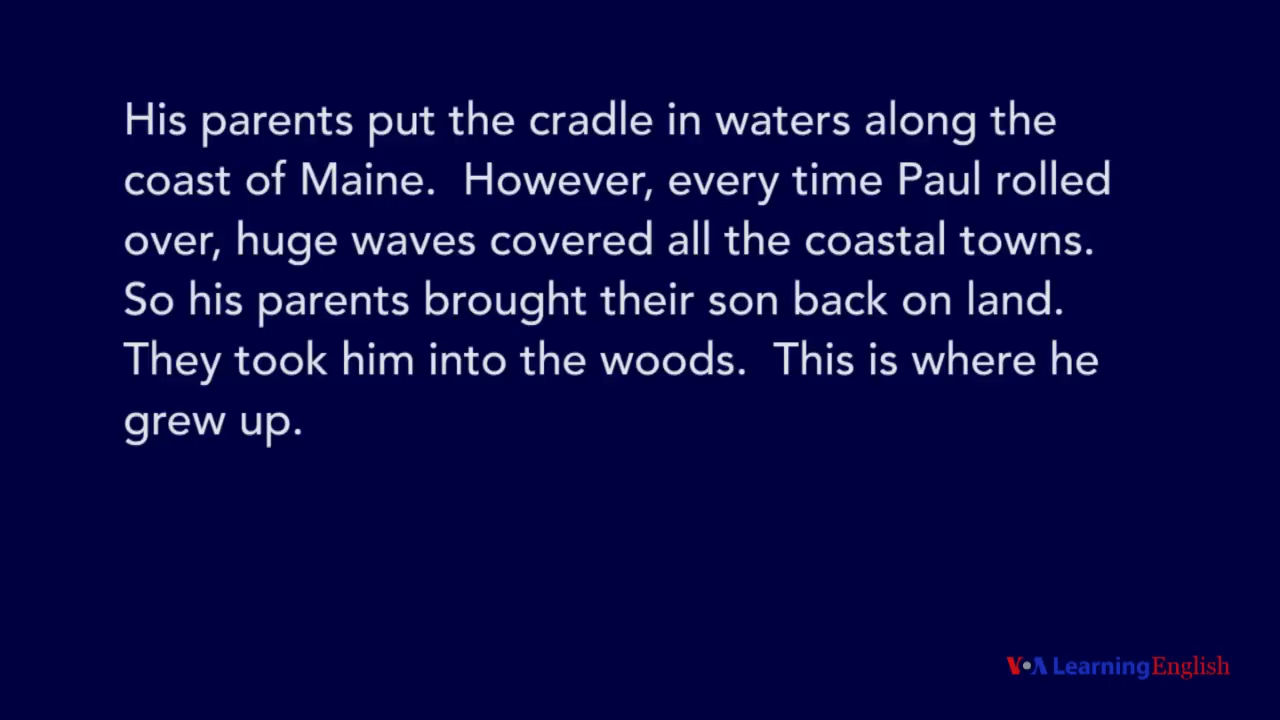 His parents put the cradle in waters along the
coast of Maine.  However, every time Paul rolled
over, huge waves covered all the coastal towns.
So his parents brought their son back on land.
They took him into the woods.  This is where he
grew up.
VOA Learning English